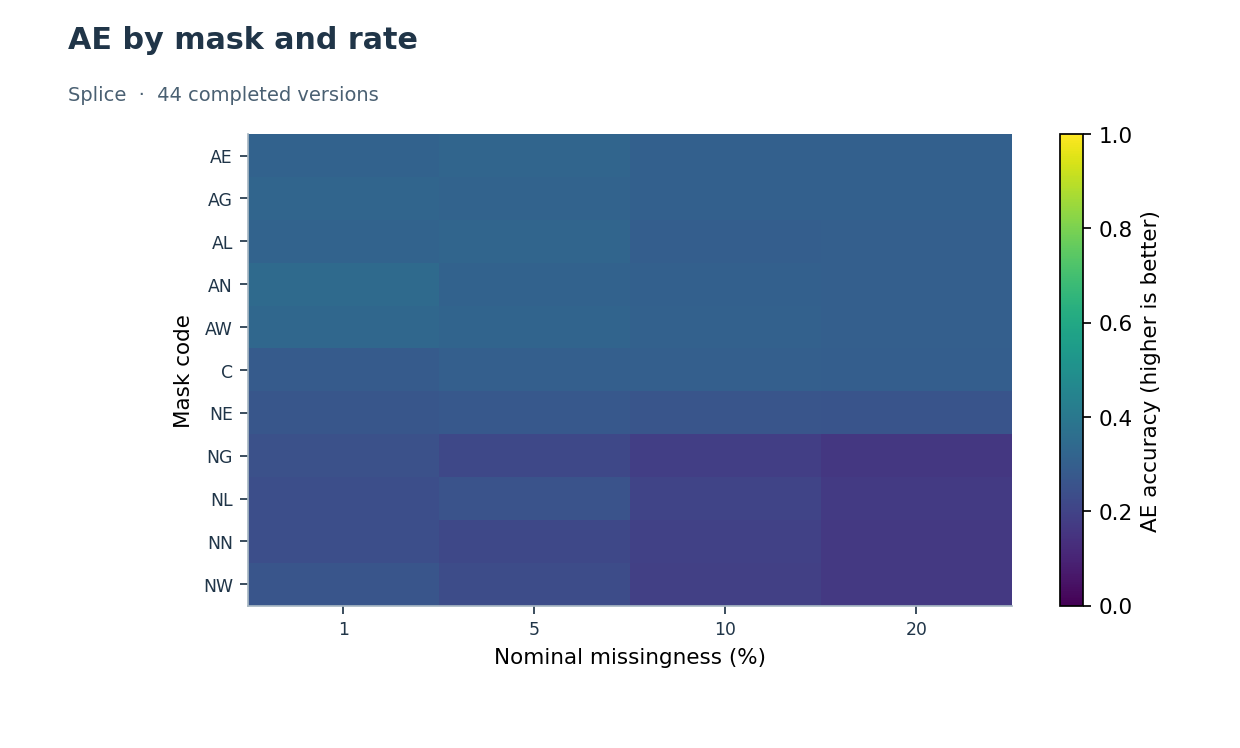 AE by mask and rate
Splice · 44 completed versions
AE
AG
AL
AN
AW
C
NE
NG
NL
NN
NW
Mask code
1 5 10 20
Nominal missingness (%)
1.0
0.8
0.6
0.4
0.2
0.0
AE accuracy (higher is better)